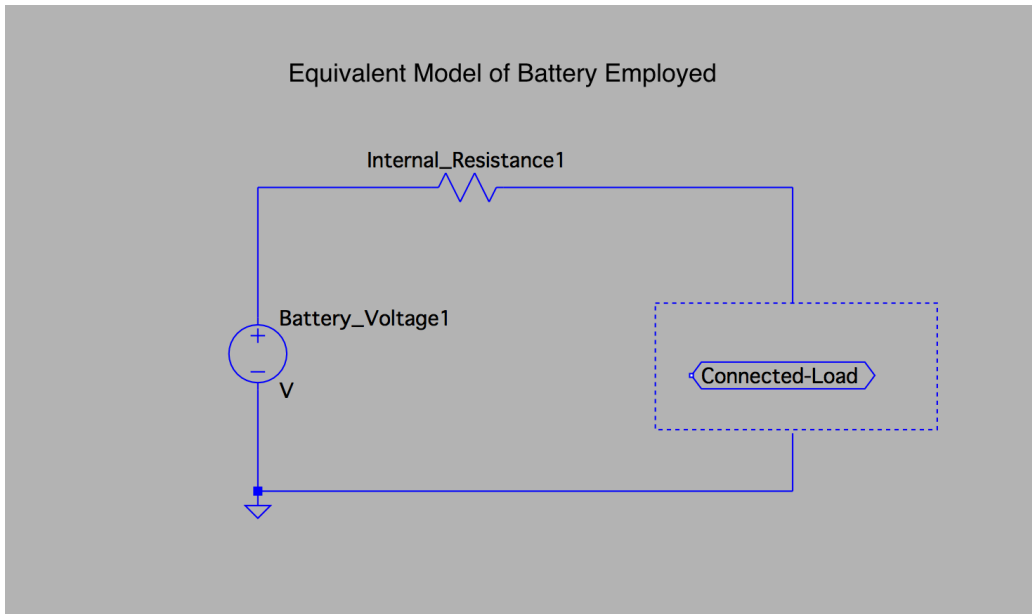 Equivalent Model of Battery Employed
Internal_Resistance1
Battery_Voltage1
V
Connected-Load